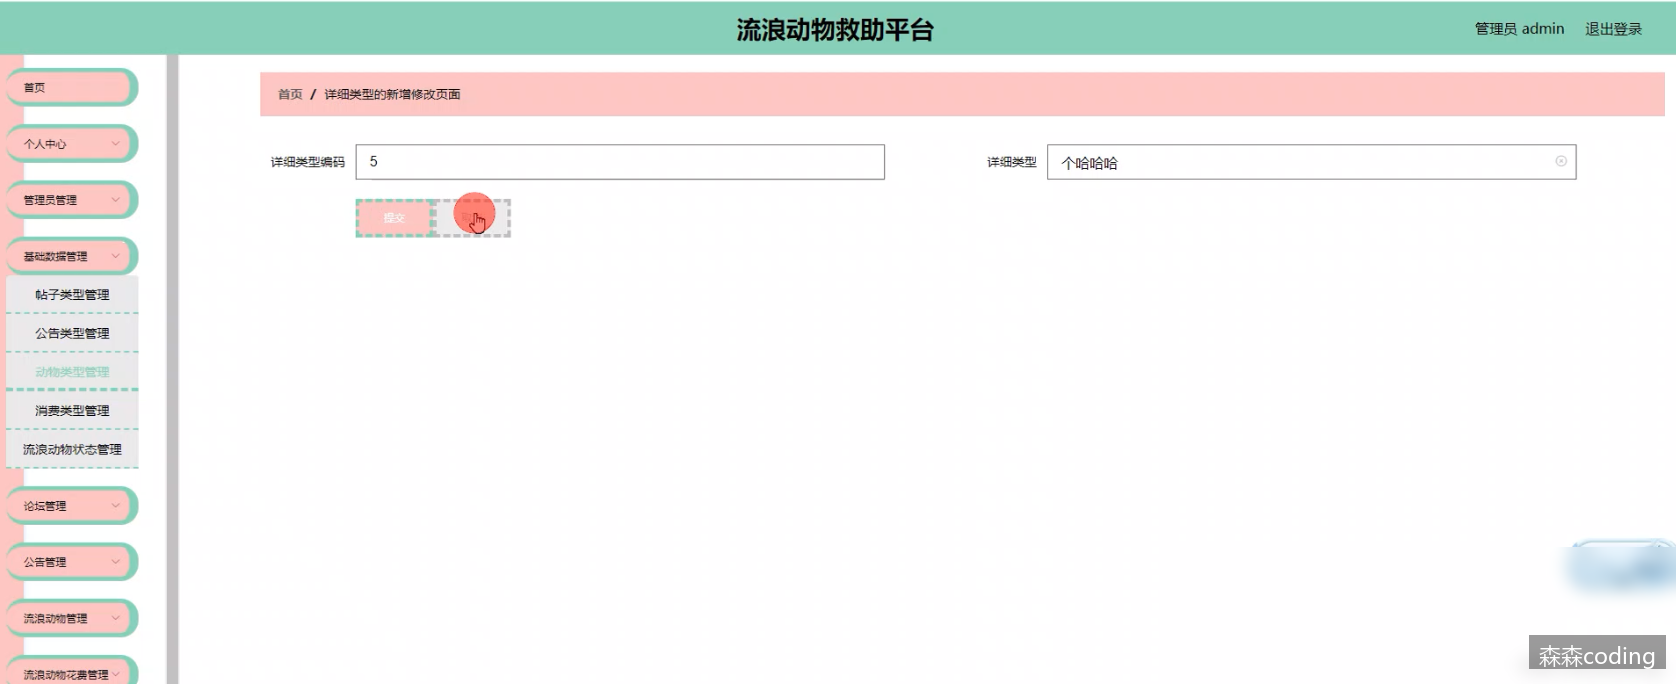 流浪动物救助平台
管理员 admin 退出登录
首页
个人中心
管理员管理
基础数据管理
帖子类型管理
公告类型管理
动物类型管理
消费类型管理
流浪动物状态管理
论坛管理
公告管理
流浪动物管理
流浪动物花费管理
首页 / 详细类型的新增修改页面
详细类型编码 5
详细类型 个哈哈哈
提交
森森coding